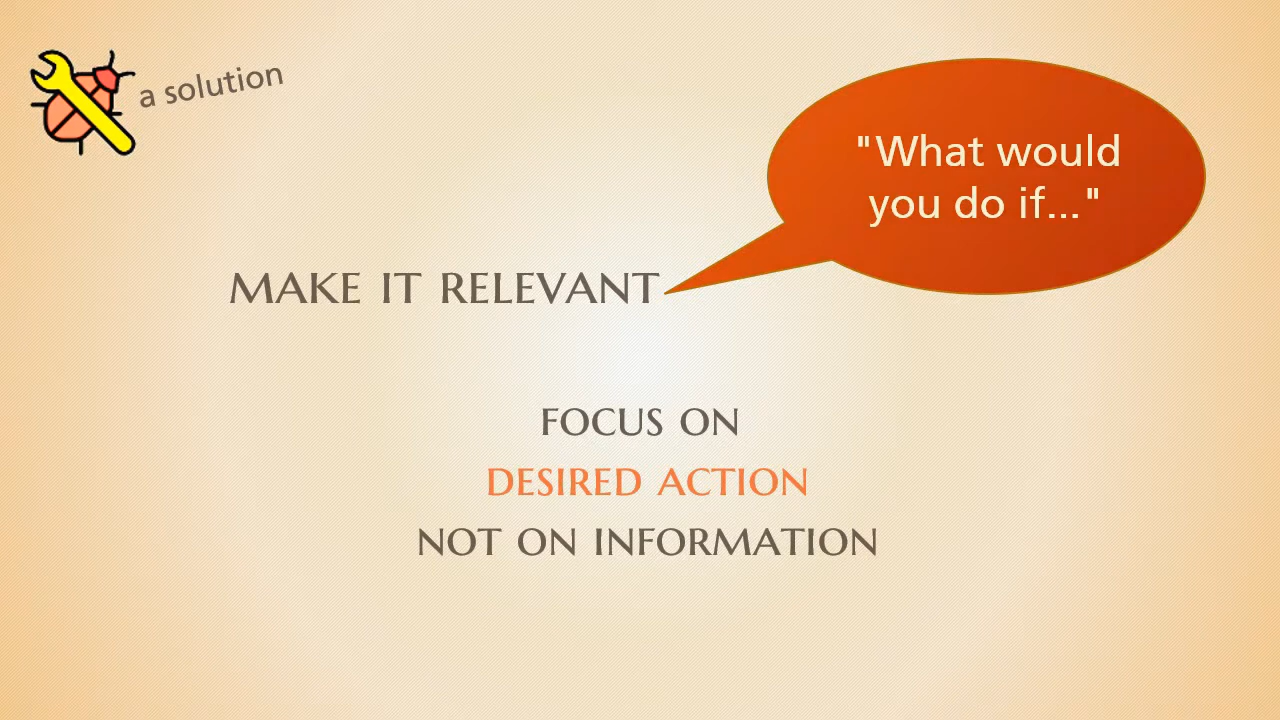 a solution
"What would
you do if..."
MAKE IT RELEVANT
FOCUS ON
DESIRED ACTION
NOT ON INFORMATION